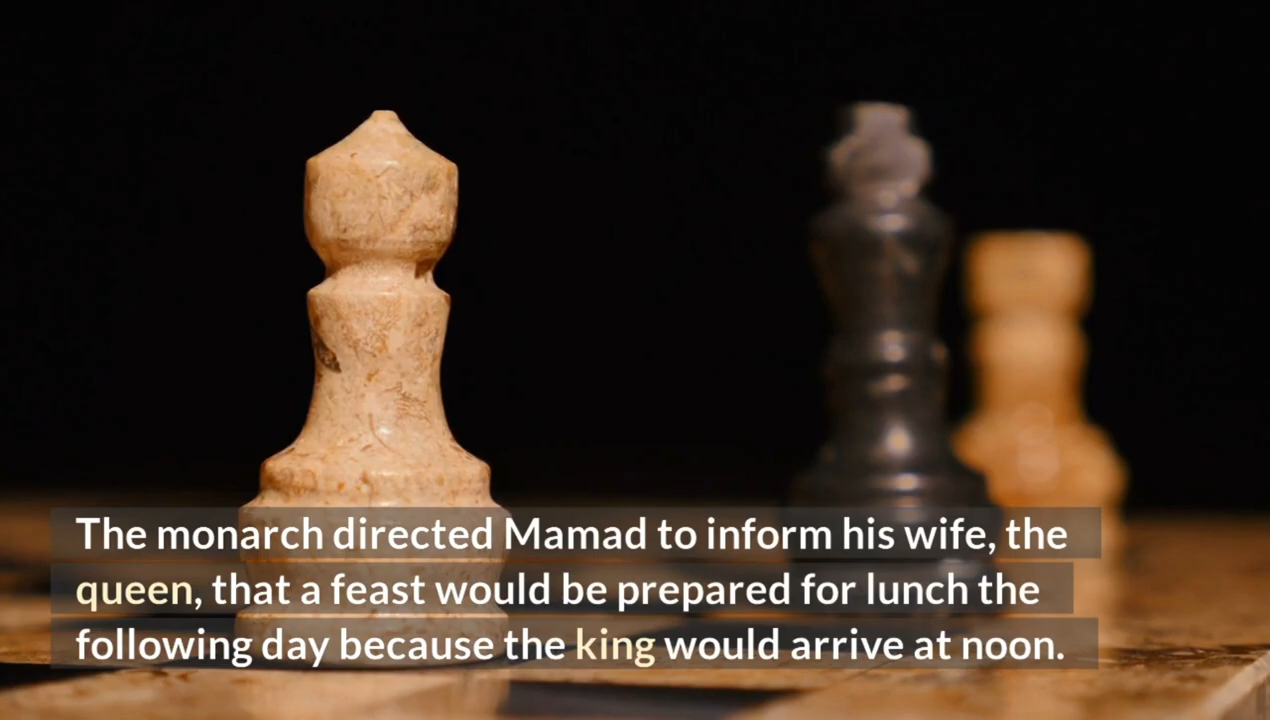 The monarch directed Mamad to inform his wife, the
queen, that a feast would be prepared for lunch the
following day because the king would arrive at noon.